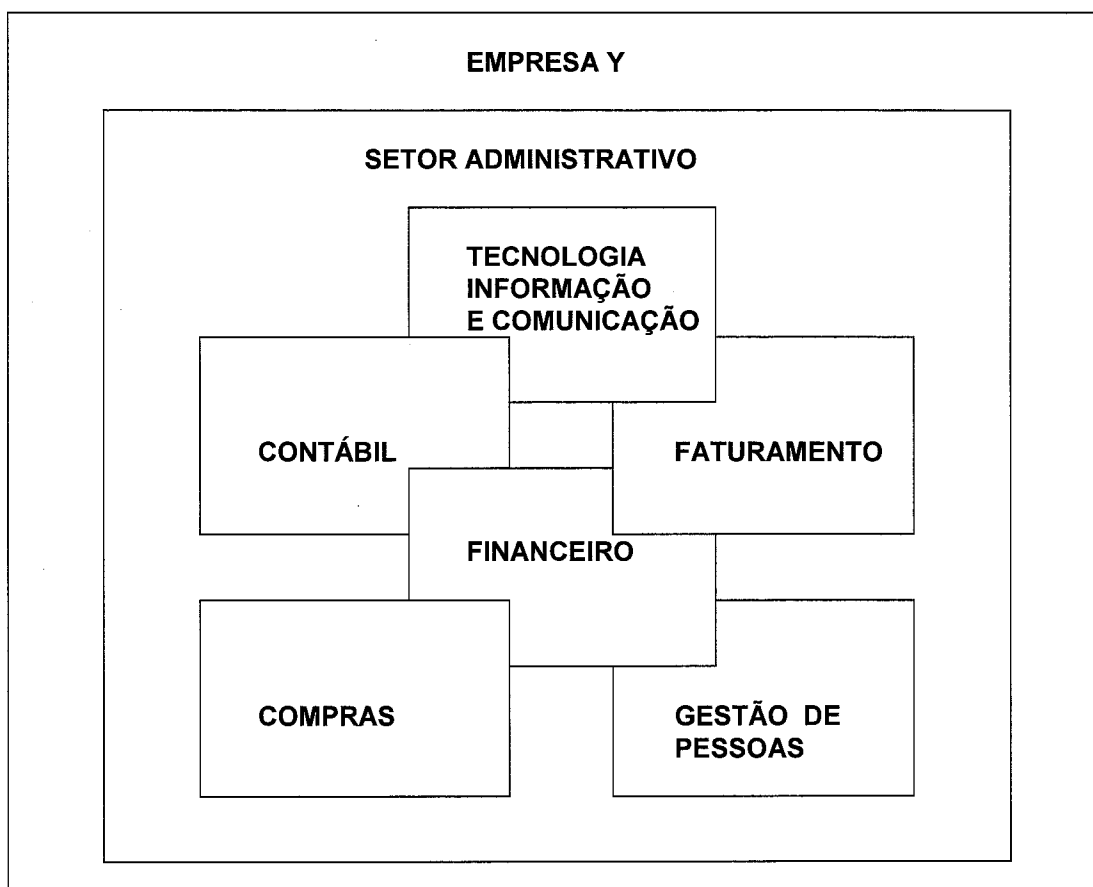 EMPRESA Y
SETOR ADMINISTRATIVO
TECNOLOGIA
INFORMAÇÃO
E COMUNICAÇÃO
CONTÁBIL
FATURAMENTO
FINANCEIRO
COMPRAS
GESTÃO DE
PESSOAS